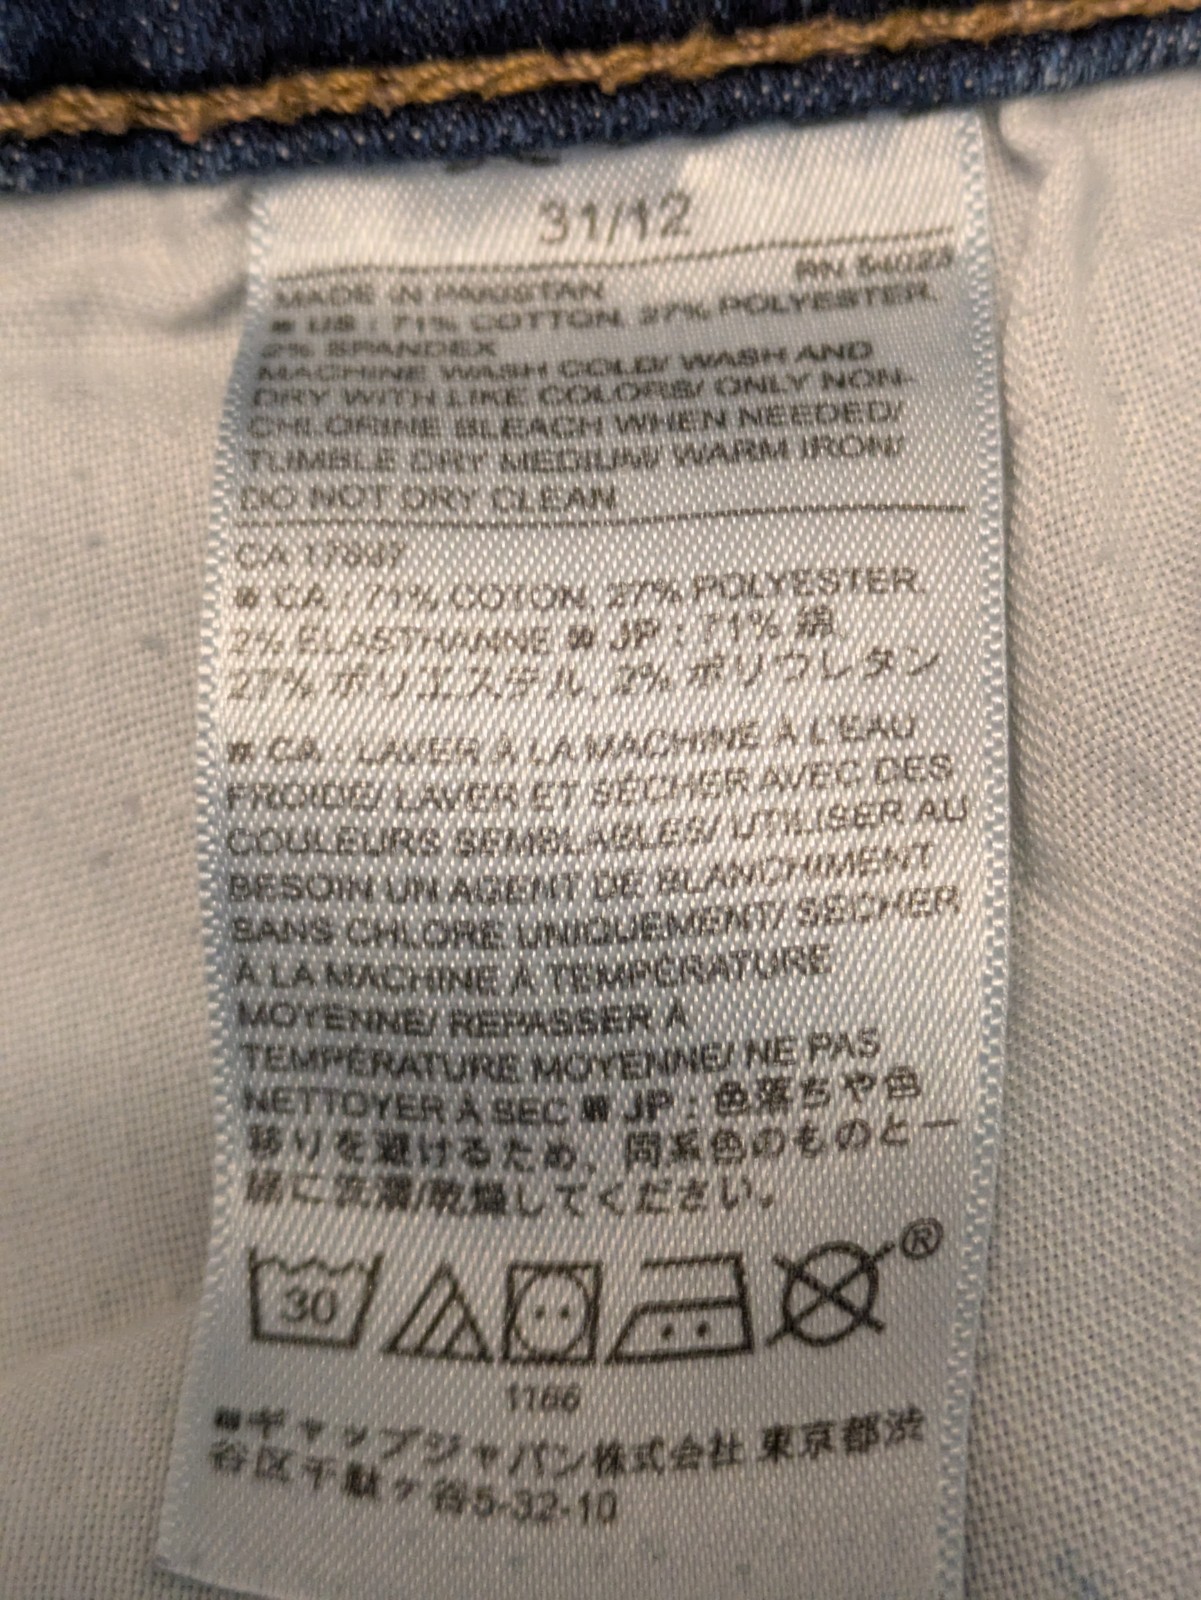 31/12
RN 54023
MADE IN PAKISTAN
US : 71% COTTON, 27% POLYESTER,
2% SPANDEX
MACHINE WASH COLD/ WASH AND
DRY WITH LIKE COLORS/ ONLY NON-
CHLORINE BLEACH WHEN NEEDED/
TUMBLE DRY MEDIUM/ WARM IRON/
DO NOT DRY CLEAN
CA 17897
CA : 71% COTON, 27% POLYESTER,
2% ÉLASTHANNE JP : 71% 綿,
27% ポリエステル, 2% ポリウレタン
CA : LAVER À LA MACHINE À L'EAU
FROIDE/ LAVER ET SÉCHER AVEC DES
COULEURS SEMBLABLES/ UTILISER AU
BESOIN UN AGENT DE BLANCHIMENT
SANS CHLORE UNIQUEMENT/ SÉCHER
À LA MACHINE À TEMPÉRATURE
MOYENNE/ REPASSER À
TEMPÉRATURE MOYENNE/ NE PAS
NETTOYER À SEC JP : 色落ちや色
移りを避けるため、同系色のものと一
緒に洗濯/乾燥してください。
30
®
1766
ギャップジャパン株式会社 東京都渋
谷区千駄ヶ谷5-32-10